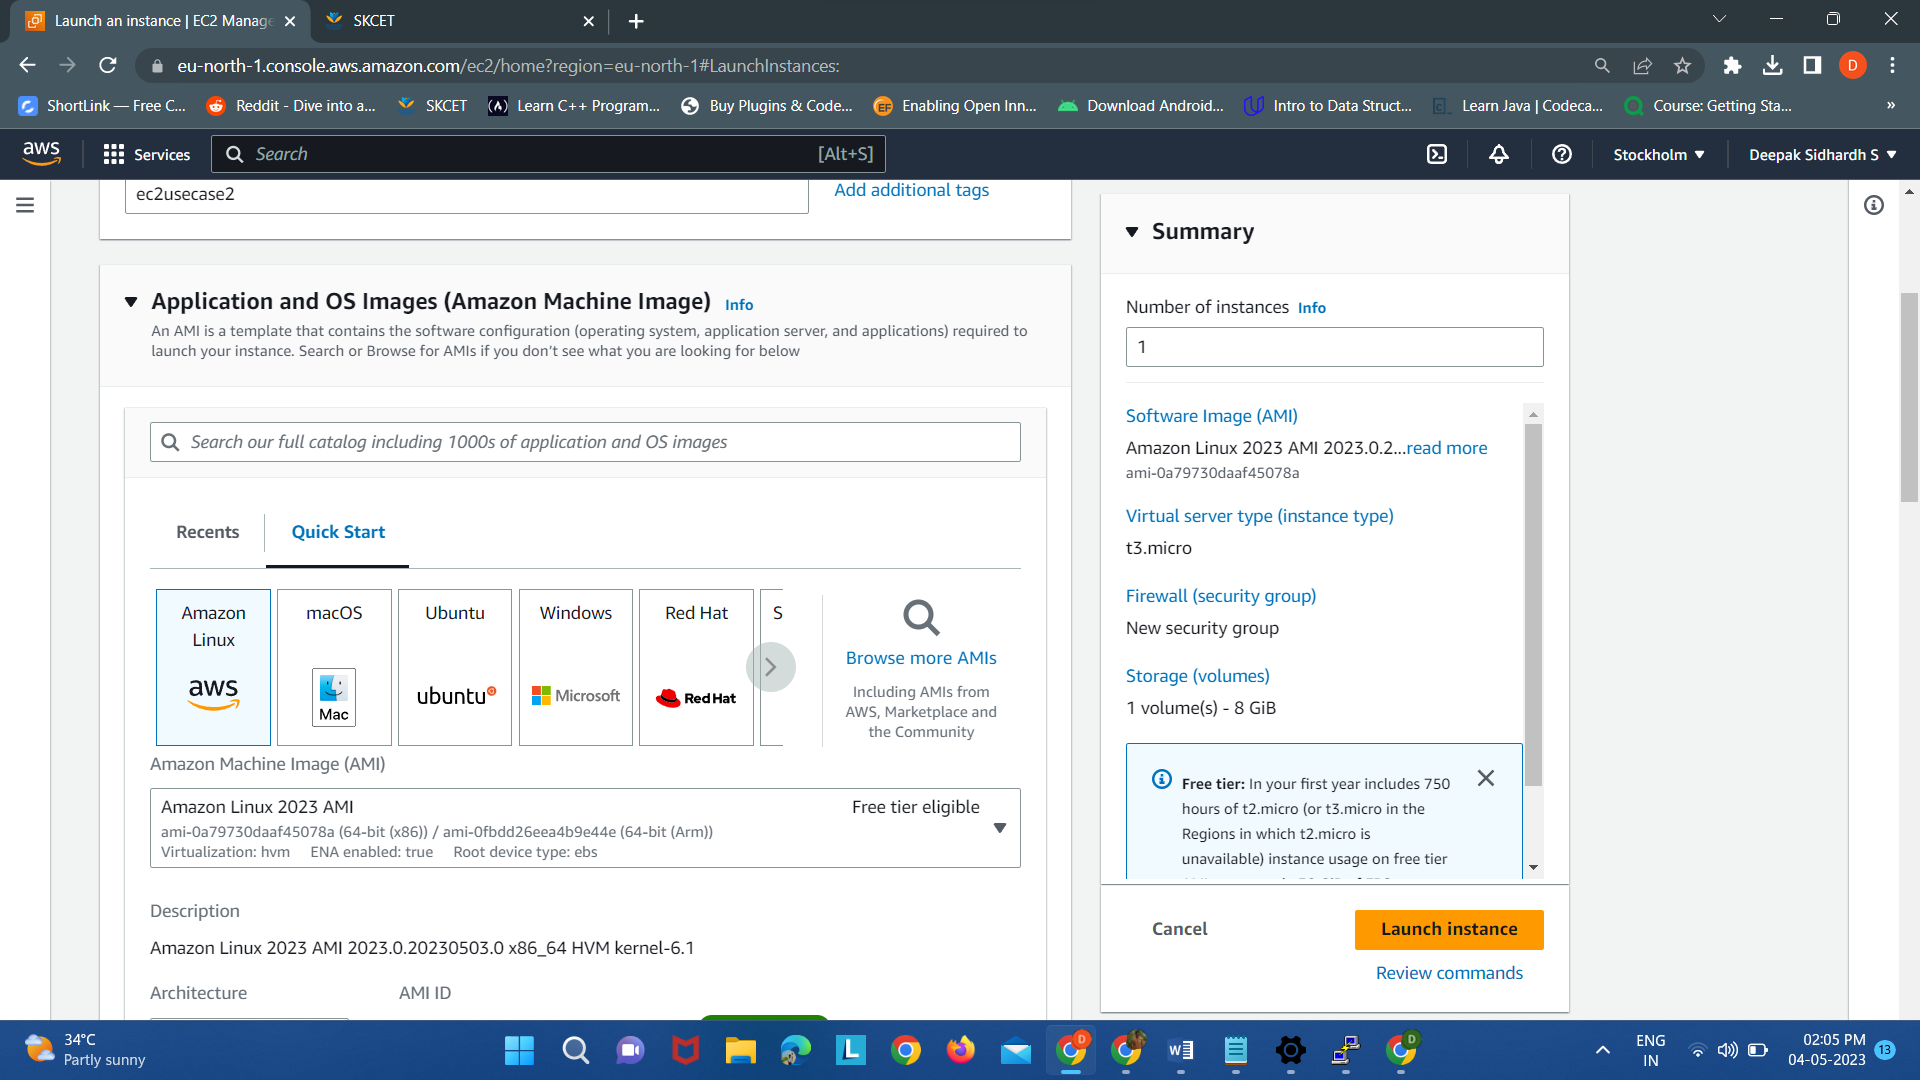 Launch an instance | EC2 Manage
SKCET
eu-north-1.console.aws.amazon.com/ec2/home?region=eu-north-1#LaunchInstances:
D
ShortLink — Free C...
Reddit - Dive into a...
SKCET
Learn C++ Program...
Buy Plugins & Code...
Enabling Open Inn...
Download Android...
Intro to Data Struct...
Learn Java | Codeca...
Course: Getting Sta...
»
aws
Services
Search
[Alt+S]
Stockholm
Deepak Sidhardh S
ec2usecase2
Add additional tags
Application and OS Images (Amazon Machine Image) Info
An AMI is a template that contains the software configuration (operating system, application server, and applications) required to
launch your instance. Search or Browse for AMIs if you don't see what you are looking for below
Search our full catalog including 1000s of application and OS images
Recents
Quick Start
Amazon
Linux
aws
macOS
Mac
Ubuntu
ubuntu
Windows
Microsoft
Red Hat
Red Hat
S
Browse more AMIs
Including AMIs from
AWS, Marketplace and
the Community
Amazon Machine Image (AMI)
Amazon Linux 2023 AMI
Free tier eligible
ami-0a79730daaf45078a (64-bit (x86)) / ami-0fbdd26eea4b9e44e (64-bit (Arm))
Virtualization: hvm ENA enabled: true Root device type: ebs
Description
Amazon Linux 2023 AMI 2023.0.20230503.0 x86_64 HVM kernel-6.1
Architecture
AMI ID
Summary
Number of instances Info
1
Software Image (AMI)
Amazon Linux 2023 AMI 2023.0.2...read more
ami-0a79730daaf45078a
Virtual server type (instance type)
t3.micro
Firewall (security group)
New security group
Storage (volumes)
1 volume(s) - 8 GiB
Free tier: In your first year includes 750
hours of t2.micro (or t3.micro in the
Regions in which t2.micro is
unavailable) instance usage on free tier
Cancel
Launch instance
Review commands
34°C
Partly sunny
ENG
IN
02:05 PM
04-05-2023
13